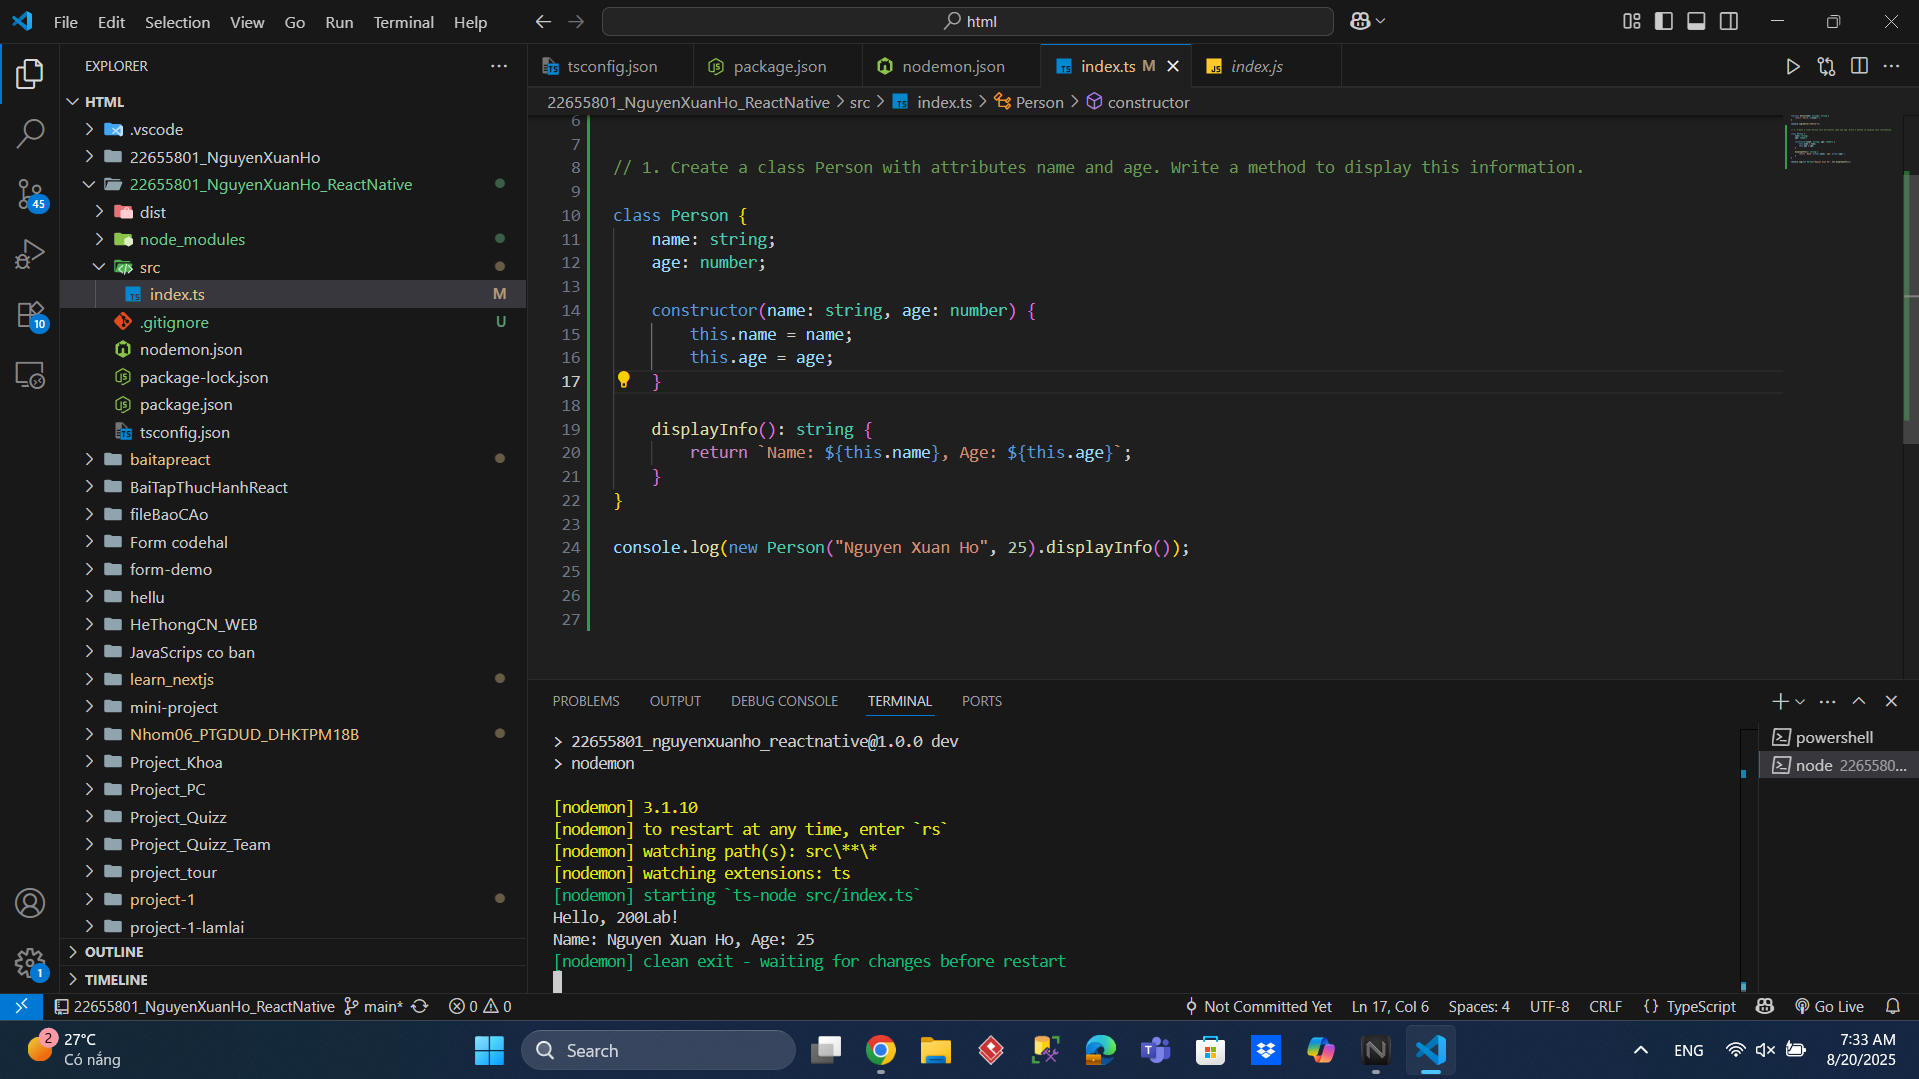 File Edit Selection View Go Run Terminal Help
html
EXPLORER
HTML
.vscode
22655801_NguyenXuanHo
22655801_NguyenXuanHo_ReactNative
dist
node_modules
src
index.ts M
.gitignore U
nodemon.json
package-lock.json
package.json
tsconfig.json
baitapreact
BaiTapThucHanhReact
fileBaoCAo
Form codehal
form-demo
hellu
HeThongCN_WEB
JavaScrips co ban
learn_nextjs
mini-project
Nhom06_PTGDUD_DHKTPM18B
Project_Khoa
Project_PC
Project_Quizz
Project_Quizz_Team
project_tour
project-1
project-1-lamlai
OUTLINE
TIMELINE
45
10
1
tsconfig.json package.json nodemon.json index.ts M index.js
22655801_NguyenXuanHo_ReactNative > src > index.ts > Person > constructor
6
7
8 // 1. Create a class Person with attributes name and age. Write a method to display this information.
9
10 class Person {
11 name: string;
12 age: number;
13
14 constructor(name: string, age: number) {
15 this.name = name;
16 this.age = age;
17 }
18
19 displayInfo(): string {
20 return `Name: ${this.name}, Age: ${this.age}`;
21 }
22 }
23
24 console.log(new Person("Nguyen Xuan Ho", 25).displayInfo());
25
26
27
PROBLEMS OUTPUT DEBUG CONSOLE TERMINAL PORTS
> 22655801_nguyenxuanho_reactnative@1.0.0 dev
> nodemon
[nodemon] 3.1.10
[nodemon] to restart at any time, enter `rs`
[nodemon] watching path(s): src\**\*
[nodemon] watching extensions: ts
[nodemon] starting `ts-node src/index.ts`
Hello, 200Lab!
Name: Nguyen Xuan Ho, Age: 25
[nodemon] clean exit - waiting for changes before restart
powershell
node 2265580...
22655801_NguyenXuanHo_ReactNative main* 0 0 Not Committed Yet Ln 17, Col 6 Spaces: 4 UTF-8 CRLF {} TypeScript Go Live
2
27°C
Có nắng
Search
ENG
7:33 AM
8/20/2025